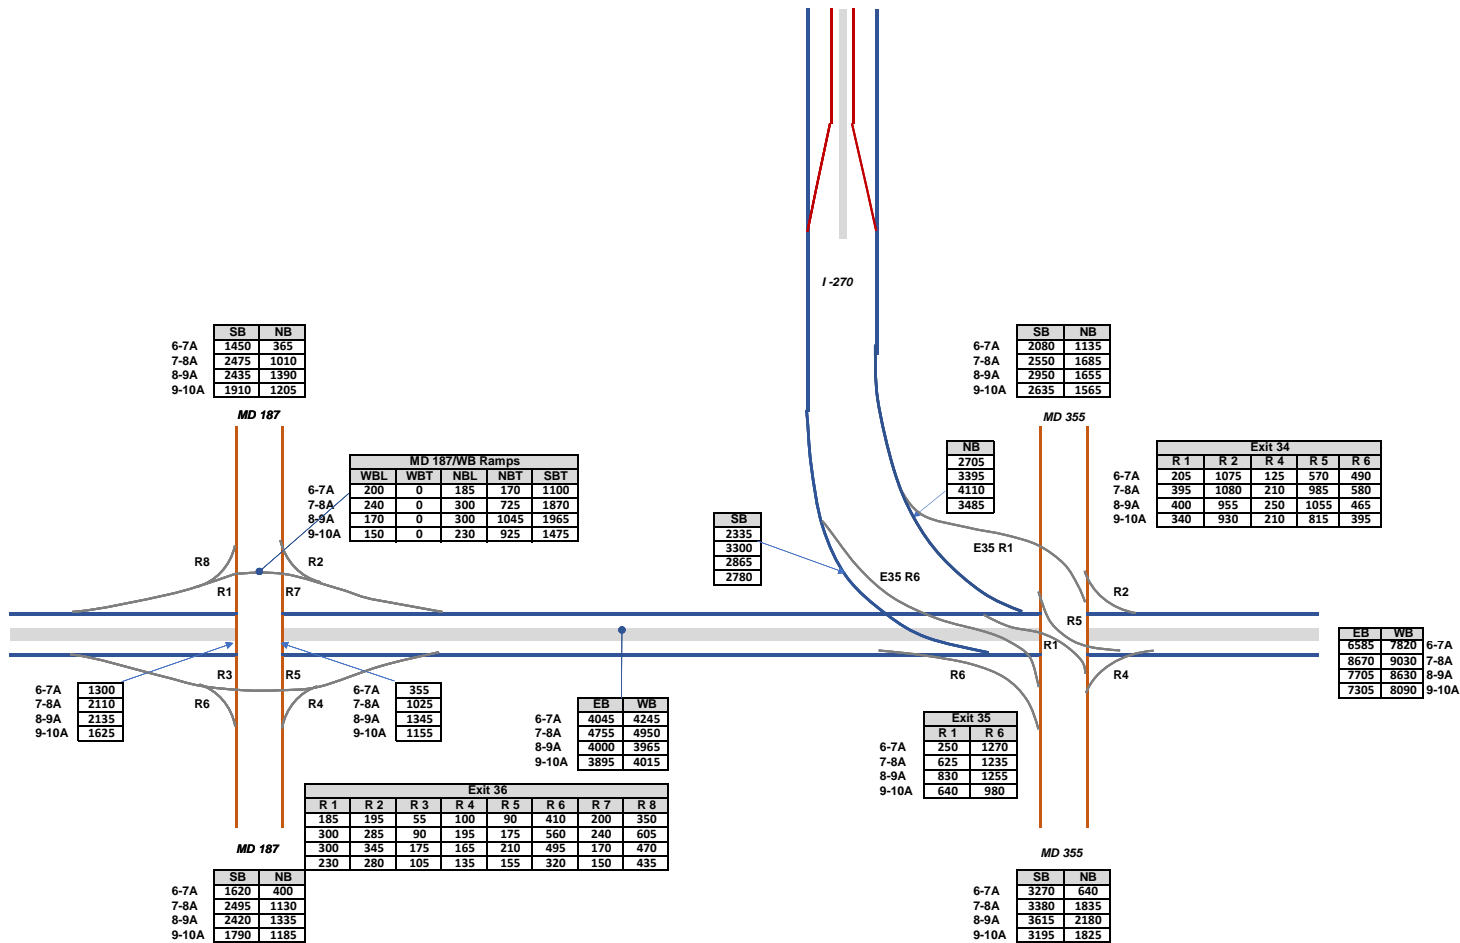 I -270
SB NB
6-7A 1450 365
7-8A 2475 1010
8-9A 2435 1390
9-10A 1910 1205
MD 187
SB NB
6-7A 2080 1135
7-8A 2550 1685
8-9A 2950 1655
9-10A 2635 1565
MD 355
MD 187/WB Ramps
WBL WBT NBL NBT SBT
6-7A 200 0 185 170 1100
7-8A 240 0 300 725 1870
8-9A 170 0 300 1045 1965
9-10A 150 0 230 925 1475
NB
2705
3395
4110
3485
Exit 34
R 1 R 2 R 4 R 5 R 6
6-7A 205 1075 125 570 490
7-8A 395 1080 210 985 580
8-9A 400 955 250 1055 465
9-10A 340 930 210 815 395
SB
2335
3300
2865
2780
E35 R1
E35 R6
R8
R2
R1
R7
R2
R5
R1
R3
R5
R6
R4
R6
R4
EB WB
6585 7820 6-7A
8670 9030 7-8A
7705 8630 8-9A
7305 8090 9-10A
6-7A 1300
7-8A 2110
8-9A 2135
9-10A 1625
6-7A 355
7-8A 1025
8-9A 1345
9-10A 1155
EB WB
6-7A 4045 4245
7-8A 4755 4950
8-9A 4000 3965
9-10A 3895 4015
Exit 35
R 1 R 6
6-7A 250 1270
7-8A 625 1235
8-9A 830 1255
9-10A 640 980
Exit 36
R 1 R 2 R 3 R 4 R 5 R 6 R 7 R 8
185 195 55 100 90 410 200 350
300 285 90 195 175 560 240 605
300 345 175 165 210 495 170 470
230 280 105 135 155 320 150 435
MD 187
SB NB
6-7A 1620 400
7-8A 2495 1130
8-9A 2420 1335
9-10A 1790 1185
MD 355
SB NB
6-7A 3270 640
7-8A 3380 1835
8-9A 3615 2180
9-10A 3195 1825